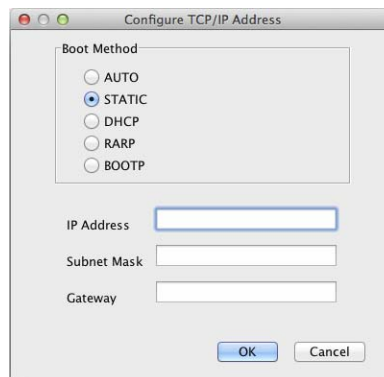 Configure TCP/IP Address
Boot Method
AUTO
STATIC
DHCP
RARP
BOOTP
IP Address
Subnet Mask
Gateway
OK Cancel